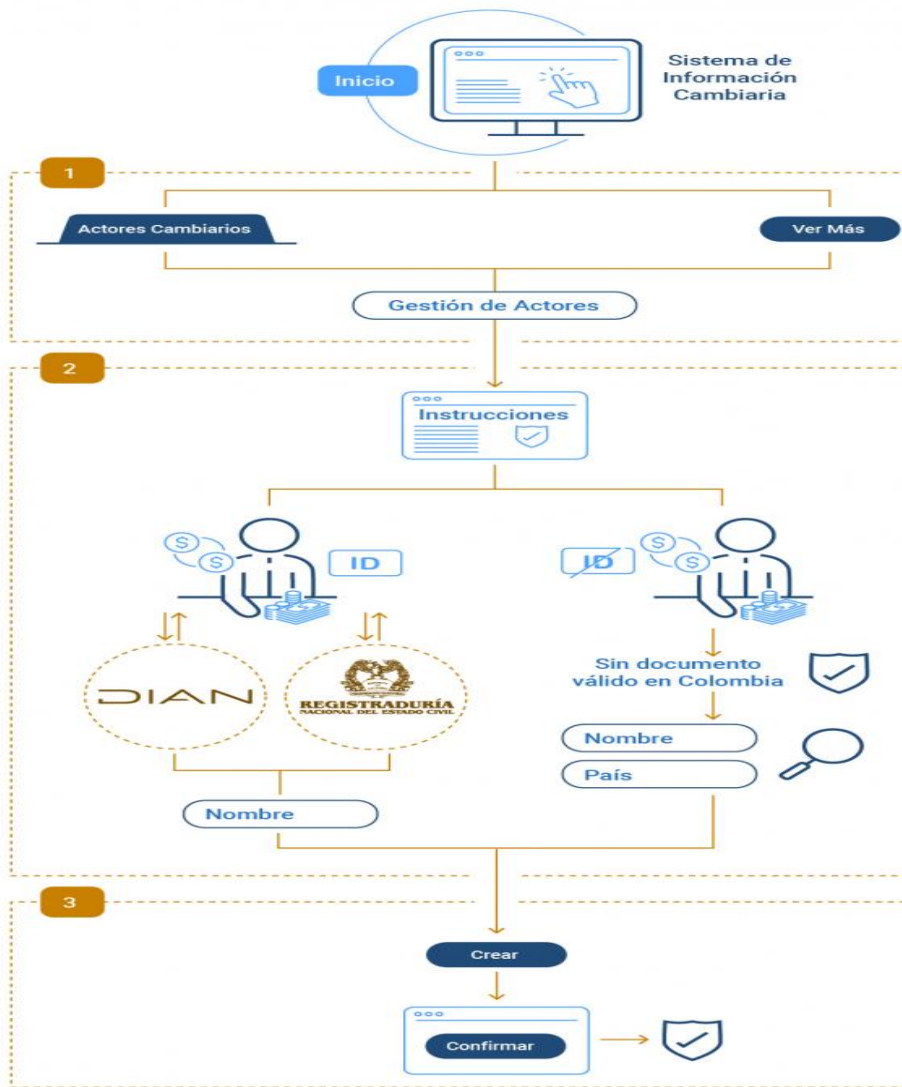 Inicio
Sistema de
Información
Cambiaria
1
Actores Cambiarios
Ver Más
Gestión de Actores
2
Instrucciones
$
$
ID
ID
$
$
DIAN
REGISTRADURÍA
NACIONAL DEL ESTADO CIVIL
Sin documento
válido en Colombia
Nombre
País
Nombre
3
Crear
Confirmar